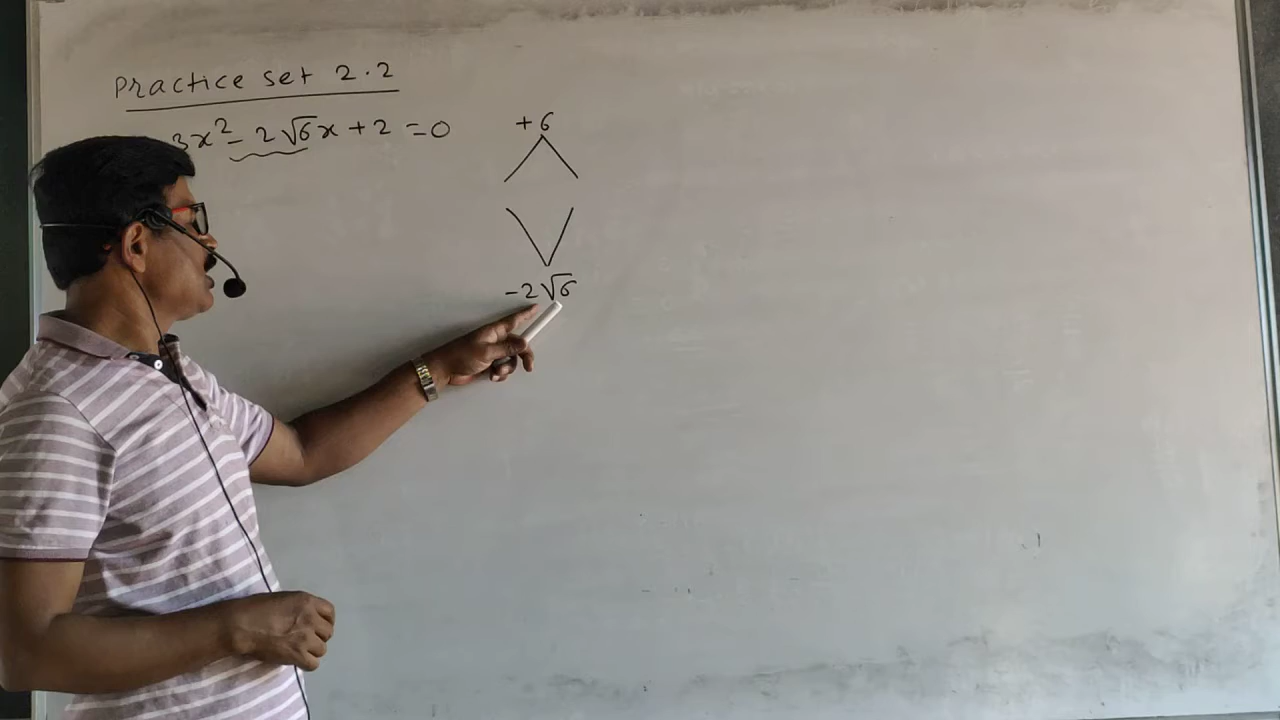 Practice set 2.2
3x² - 2√6x + 2 = 0
+6
-2√6